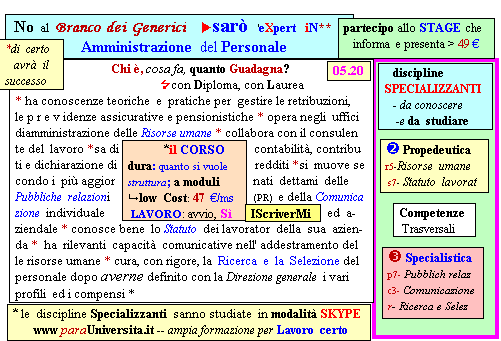 No al Branco dei Generici ▶sarò 'eXpert iN**
Amministrazione del Personale
partecipo allo STAGE che
informa e presenta > 49 €
*di certo
avrà il
successo
Chi è, cosa fa, quanto Guadagna?
con Diploma, con Laurea
05.20
* ha conoscenze teoriche e pratiche per gestire le retribuzioni,
le p r e v idenze assicurative e pensionistiche * opera negli uffici
diamministrazione delle Risorse umane * collabora con il consulen
te del lavoro *sa di contabilità, contribu
ti e dichiarazione di redditi *si muove se
condo i più aggior nati dettami delle
Pubbliche relazioni (PR) e della Comunica
zione individuale ed a-
ziendale * conosce bene lo Statuto dei lavorator della sua azien-
da * ha rilevanti capacità comunicative nell' addestramento del
le risorse umane * cura, con rigore, la Ricerca e la Selezione del
personale dopo averne definito con la Direzione generale i vari
profili ed i compensi *
*il CORSO
dura: quanto si vuole
struttura; a moduli
↳low Cost: 47 €/ms
LAVORO: avvio, Sì
IScriverMi
discipline
SPECIALIZZANTI
- da conoscere
-e da studiare
❷ Propedeutica
r5-Risorse umane
s7- Statuto lavorat
Competenze
Trasversali
❸ Specialistica
p7- Pubblich relaz
c3- Comunicazione
r- Ricerca e Selez
* le discipline Specializzanti sanno studiate in modalità SKYPE
www.paraUniversita.it -- ampia formazione per Lavoro certo